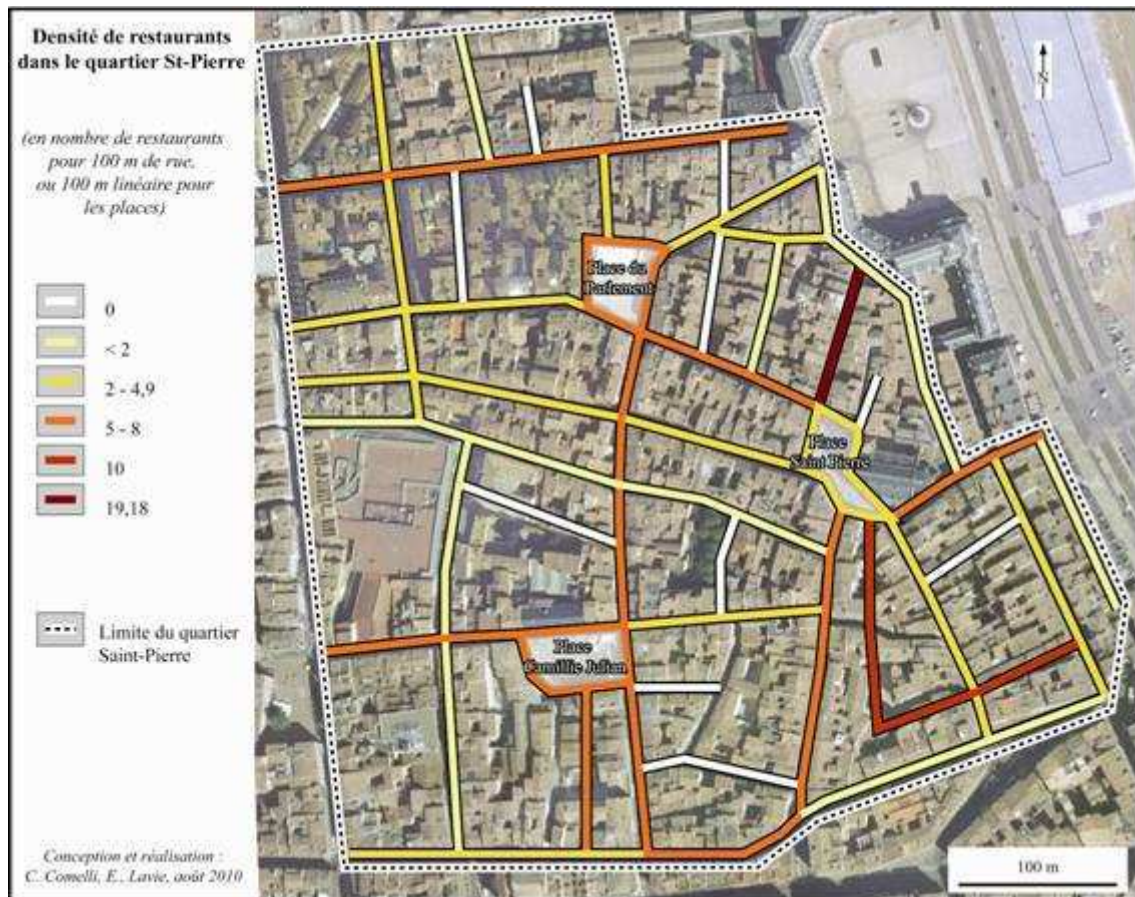 Densité de restaurants
dans le quartier St-Pierre
(en nombre de restaurants
pour 100 m de rue,
ou 100 m linéaire pour
les places)
0
< 2
2 - 4,9
5 - 8
10
19,18
Limite du quartier
Saint-Pierre
Conception et réalisation :
C. Comelli, E., Lavie, août 2010
N
Place du
Parlement
Place
Saint Pierre
Place
Camillie Julian
100 m